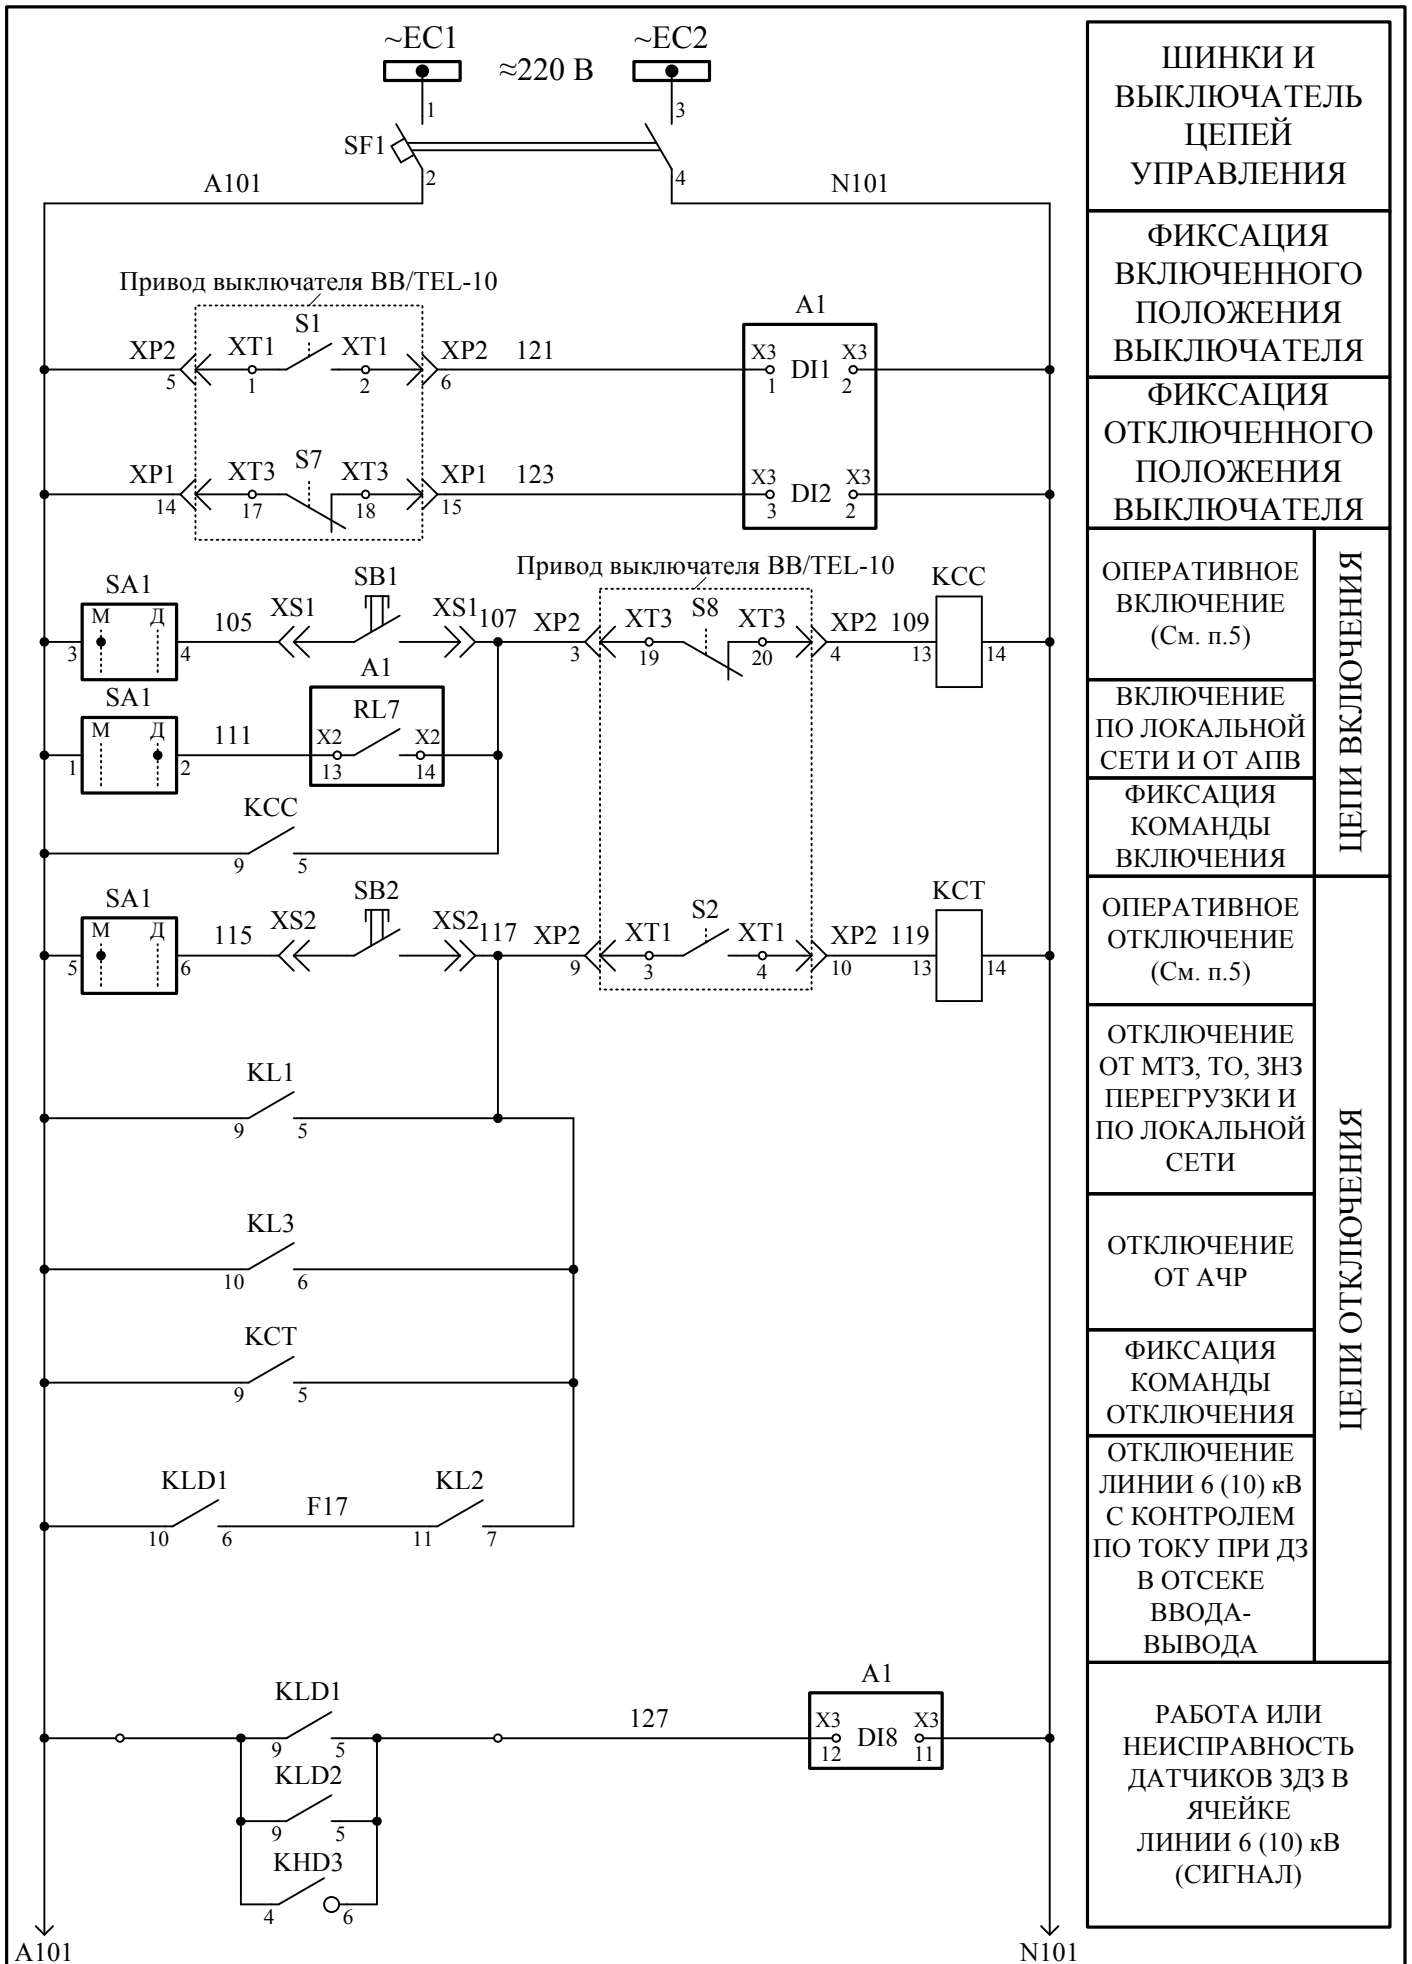 ~EC1
≈220 В
~EC2
1
3
SF1
2
4
A101
N101
ШИНКИ И
ВЫКЛЮЧАТЕЛЬ
ЦЕПЕЙ
УПРАВЛЕНИЯ
Привод выключателя ВВ/TEL-10
A1
S1
XP2
XT1
XT1
XP2
121
X3
DI1
X3
5
1
2
6
1
2
ФИКСАЦИЯ
ВКЛЮЧЕННОГО
ПОЛОЖЕНИЯ
ВЫКЛЮЧАТЕЛЯ
S7
XP1
XT3
XT3
XP1
123
X3
DI2
X3
14
17
18
15
3
2
ФИКСАЦИЯ
ОТКЛЮЧЕННОГО
ПОЛОЖЕНИЯ
ВЫКЛЮЧАТЕЛЯ
Привод выключателя ВВ/TEL-10
SA1
SB1
KCC
М
Д
105
XS1
XS1
107
XP2
XT3
S8
XT3
XP2
109
3
4
3
19
20
4
13
14
ОПЕРАТИВНОЕ
ВКЛЮЧЕНИЕ
(См. п.5)
ЦЕПИ ВКЛЮЧЕНИЯ
SA1
A1
М
Д
111
RL7
X2
X2
1
2
13
14
ВКЛЮЧЕНИЕ
ПО ЛОКАЛЬНОЙ
СЕТИ И ОТ АПВ
KCC
9
5
ФИКСАЦИЯ
КОМАНДЫ
ВКЛЮЧЕНИЯ
SA1
SB2
KCT
М
Д
115
XS2
XS2
117
XP2
XT1
S2
XT1
XP2
119
5
6
9
3
4
10
13
14
ОПЕРАТИВНОЕ
ОТКЛЮЧЕНИЕ
(См. п.5)
ЦЕПИ ОТКЛЮЧЕНИЯ
KL1
9
5
ОТКЛЮЧЕНИЕ
ОТ МТЗ, ТО, ЗНЗ
ПЕРЕГРУЗКИ И
ПО ЛОКАЛЬНОЙ
СЕТИ
KL3
10
6
ОТКЛЮЧЕНИЕ
ОТ АЧР
KCT
9
5
ФИКСАЦИЯ
КОМАНДЫ
ОТКЛЮЧЕНИЯ
KLD1
F17
KL2
10
6
11
7
ОТКЛЮЧЕНИЕ
ЛИНИИ 6 (10) кВ
С КОНТРОЛЕМ
ПО ТОКУ ПРИ ДЗ
В ОТСЕКЕ
ВВОДА-
ВЫВОДА
KLD1
9
5
127
A1
X3
DI8
X3
12
11
KLD2
9
5
KHD3
4
6
РАБОТА ИЛИ
НЕИСПРАВНОСТЬ
ДАТЧИКОВ ЗДЗ В
ЯЧЕЙКЕ
ЛИНИИ 6 (10) кВ
(СИГНАЛ)
A101
N101